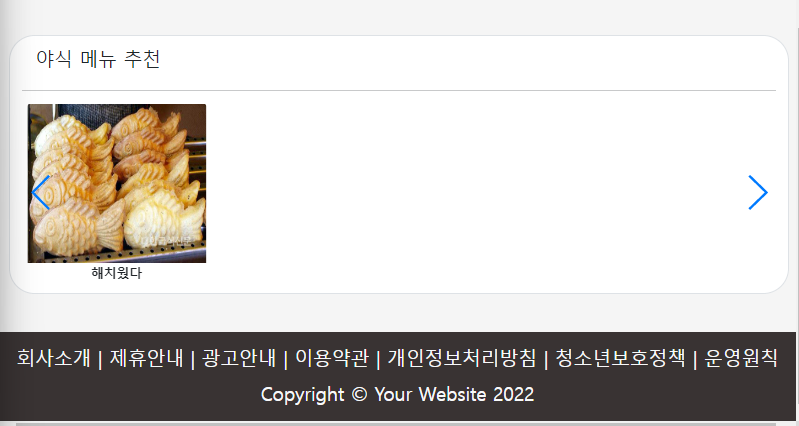 야식 메뉴 추천
해치웠다
회사소개 | 제휴안내 | 광고안내 | 이용약관 | 개인정보처리방침 | 청소년보호정책 | 운영원칙
Copyright © Your Website 2022